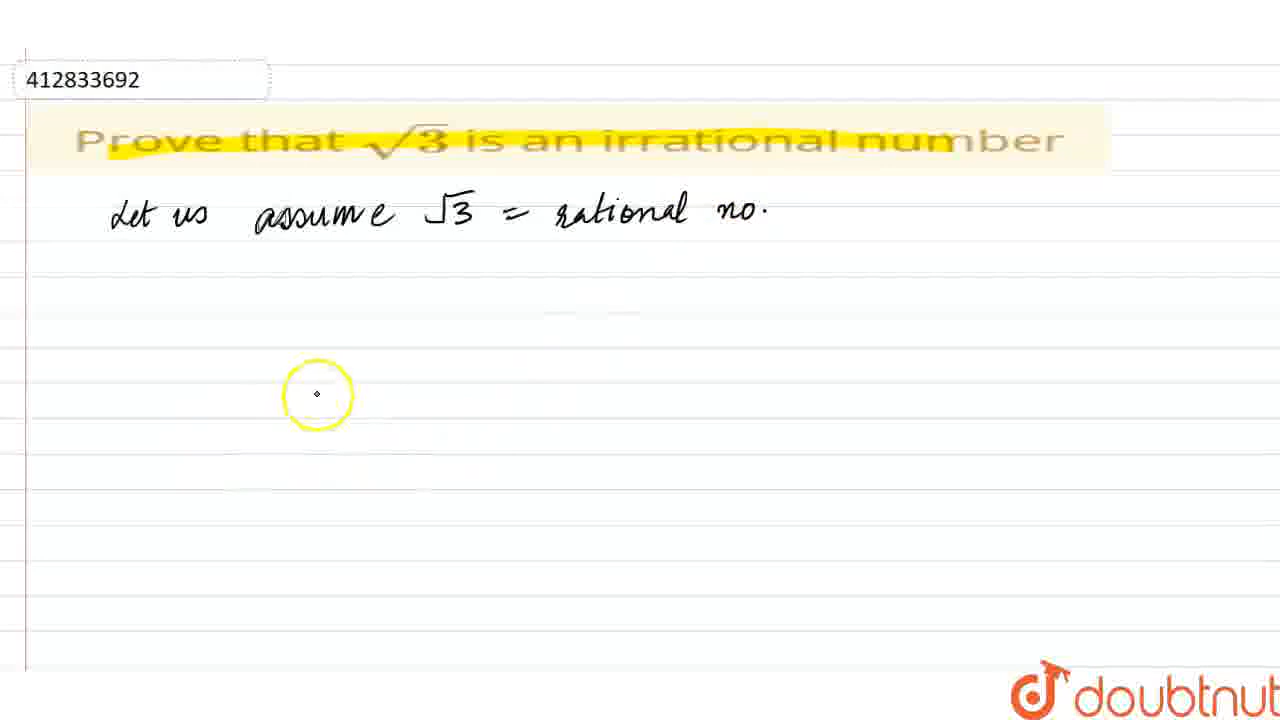 412833692
Prove that √3 is an irrational number
Let us assume √3 = rational no.
doubtnut